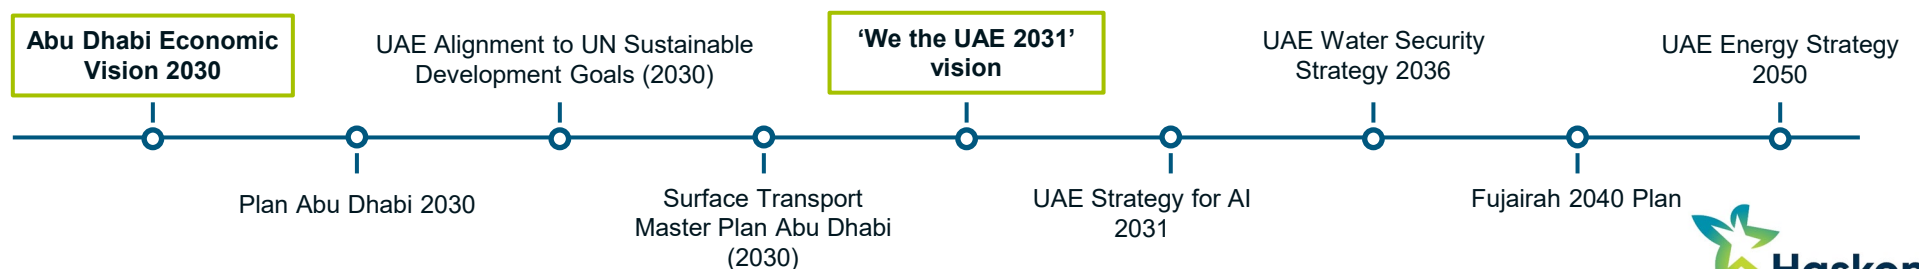 Abu Dhabi Economic
Vision 2030
Plan Abu Dhabi 2030
UAE Alignment to UN Sustainable
Development Goals (2030)
Surface Transport
Master Plan Abu Dhabi
(2030)
‘We the UAE 2031’
vision
UAE Strategy for AI
2031
UAE Water Security
Strategy 2036
Fujairah 2040 Plan
UAE Energy Strategy
2050